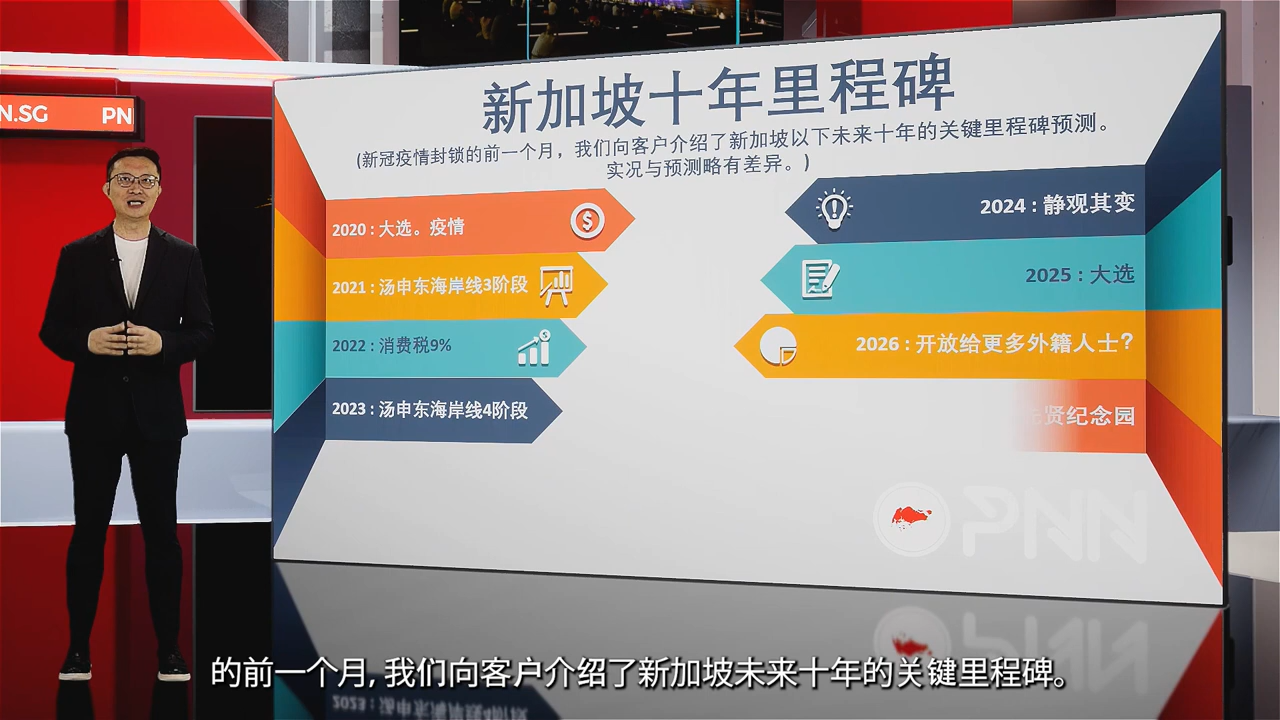 N.SG PN
新加坡十年里程碑
(新冠疫情封锁的前一个月，我们向客户介绍了新加坡以下未来十年的关键里程碑预测。
实况与预测略有差异。)
2020 : 大选。疫情
2021 : 汤申东海岸线3阶段
2022 : 消费税9%
2023 : 汤申东海岸线4阶段
2024 : 静观其变
2025 : 大选
2026 : 开放给更多外籍人士?
贤纪念园
PNN
的前一个月, 我们向客户介绍了新加坡未来十年的关键里程碑。